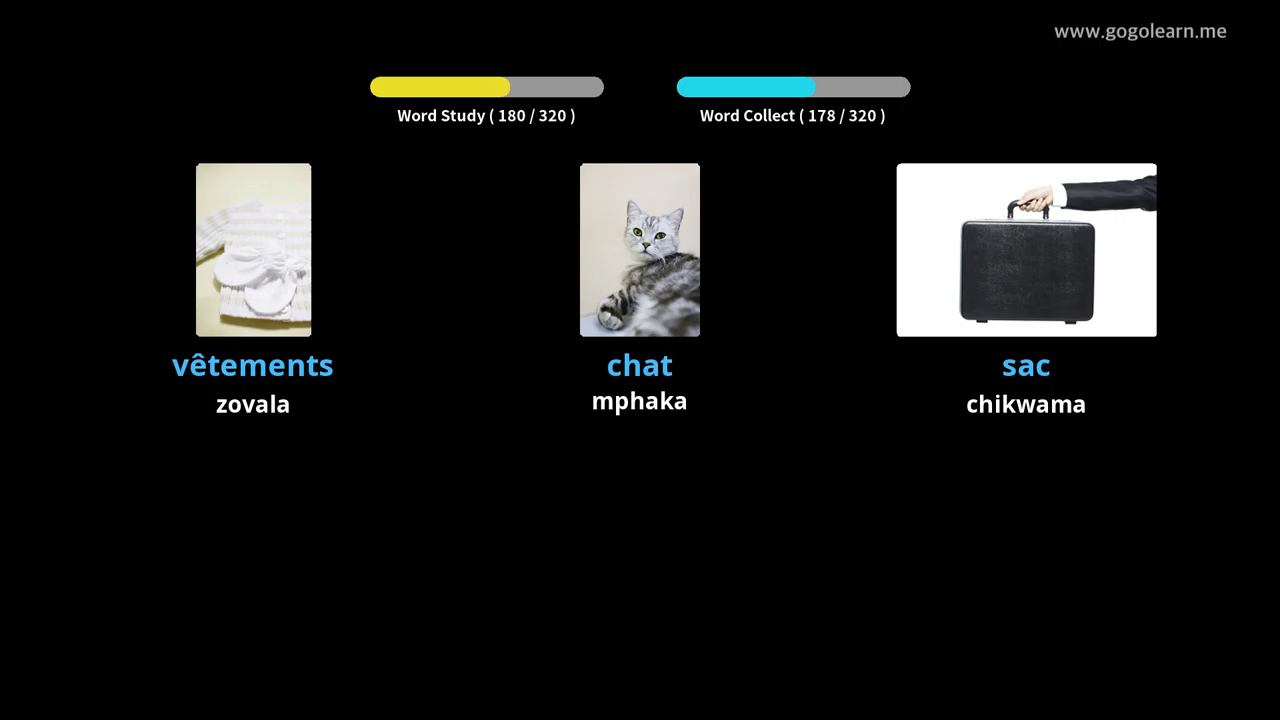 www.gogolearn.me
Word Study ( 180 / 320 )
Word Collect ( 178 / 320 )
vêtements
zovala
chat
mphaka
sac
chikwama